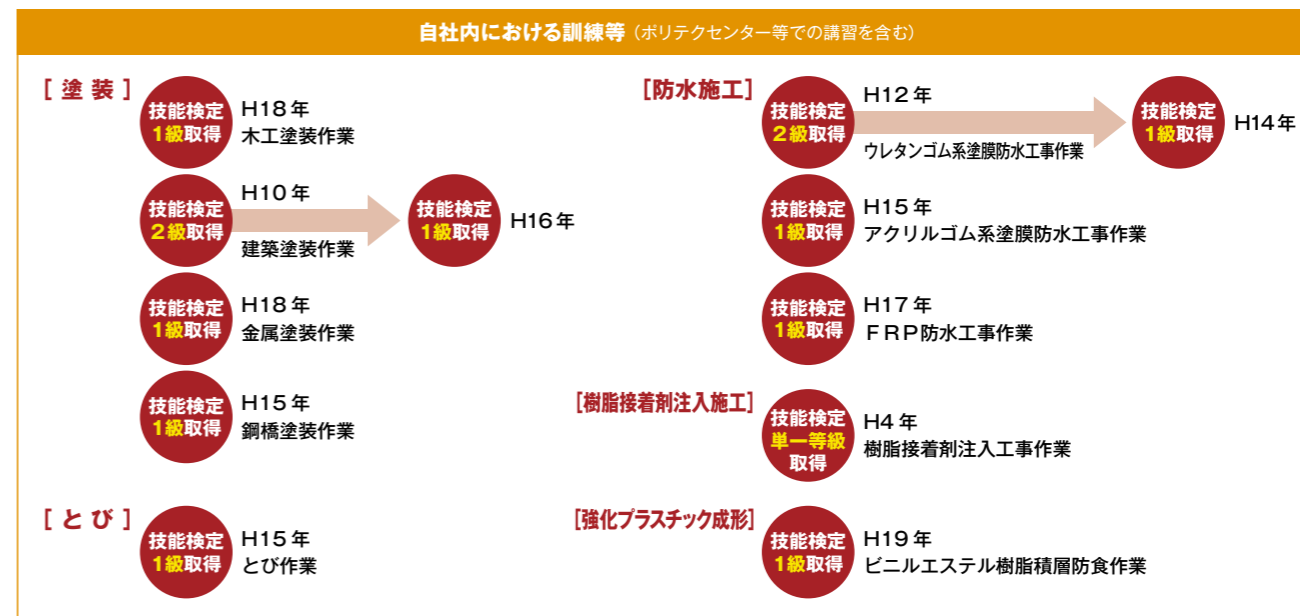 自社内における訓練等（ポリテクセンター等での講習を含む）
［塗装］
技能検定
1級取得
H18年
木工塗装作業
技能検定
2級取得
H10年
建築塗装作業
技能検定
1級取得
H16年
技能検定
1級取得
H18年
金属塗装作業
技能検定
1級取得
H15年
鋼橋塗装作業
［とび］
技能検定
1級取得
H15年
とび作業
［防水施工］
技能検定
2級取得
H12年
ウレタンゴム系塗膜防水工事作業
技能検定
1級取得
H14年
技能検定
1級取得
H15年
アクリルゴム系塗膜防水工事作業
技能検定
1級取得
H17年
ＦＲＰ防水工事作業
［樹脂接着剤注入施工］
技能検定
単一等級
取得
H4年
樹脂接着剤注入工事作業
［強化プラスチック成形］
技能検定
1級取得
H19年
ビニルエステル樹脂積層防食作業